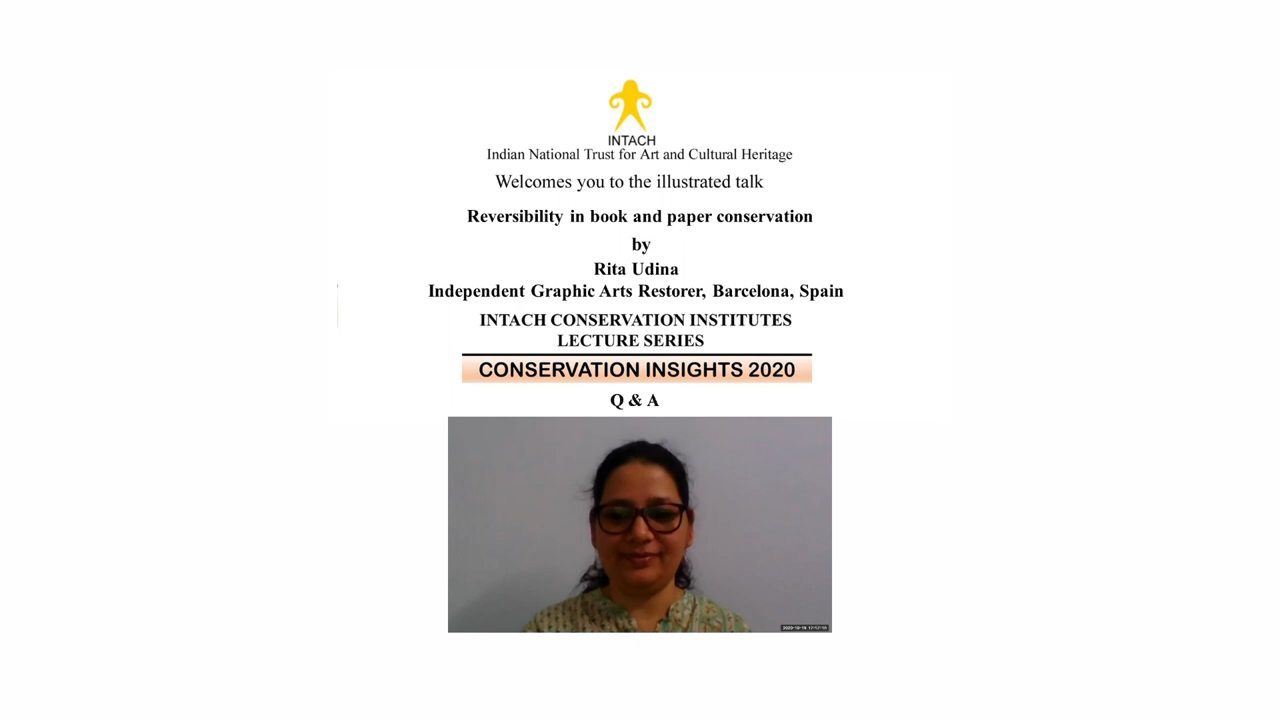 INTACH
Indian National Trust for Art and Cultural Heritage
Welcomes you to the illustrated talk
Reversibility in book and paper conservation
by
Rita Udina
Independent Graphic Arts Restorer, Barcelona, Spain
INTACH CONSERVATION INSTITUTES
LECTURE SERIES
CONSERVATION INSIGHTS 2020
Q & A